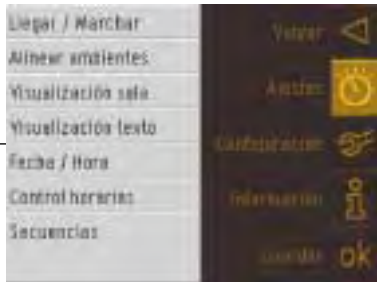 Llegar / Marchar
Alinear ambientes
Visualización sala
Visualización texto
Fecha / Hora
Control horarios
Secuencias
Volver
Ajustes
Configuración
Información
ok